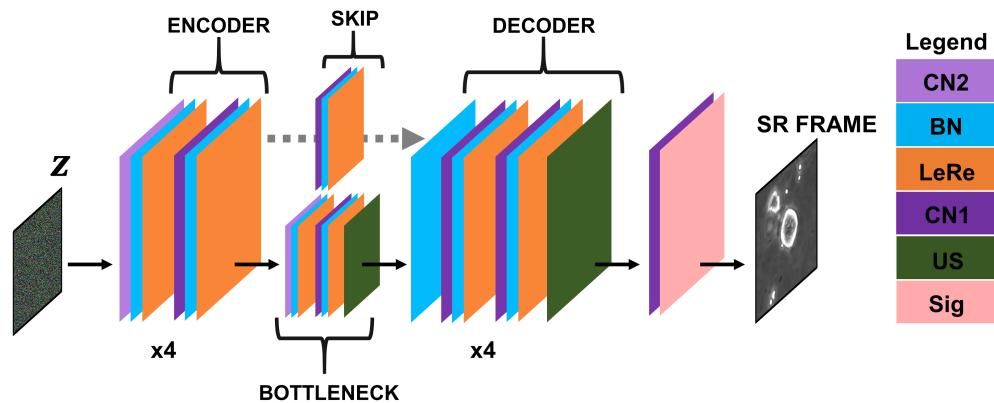 ENCODER
SKIP
DECODER
Legend
CN2
BN
LeRe
CN1
US
Sig
Z
SR FRAME
x4
x4
BOTTLENECK